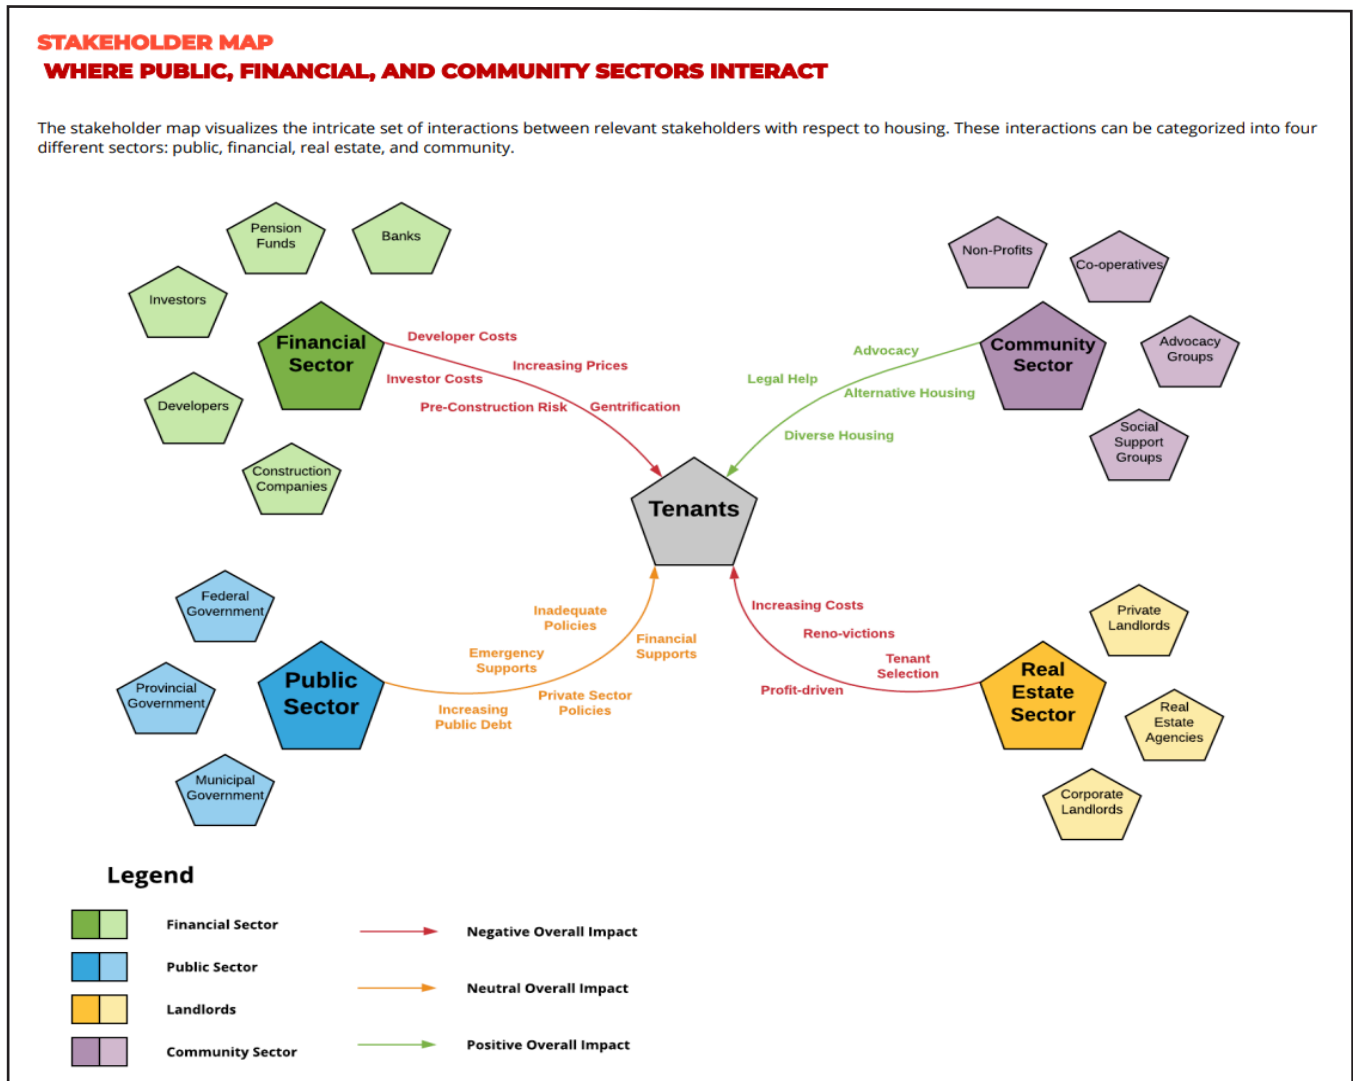 STAKEHOLDER MAP
WHERE PUBLIC, FINANCIAL, AND COMMUNITY SECTORS INTERACT
The stakeholder map visualizes the intricate set of interactions between relevant stakeholders with respect to housing. These interactions can be categorized into four
different sectors: public, financial, real estate, and community.
Pension
Funds
Banks
Investors
Financial
Sector
Developers
Construction
Companies
Developer Costs
Increasing Prices
Investor Costs
Pre-Construction Risk
Gentrification
Non-Profits
Co-operatives
Community
Sector
Advocacy
Groups
Social
Support
Groups
Advocacy
Legal Help
Alternative Housing
Diverse Housing
Tenants
Federal
Government
Provincial
Government
Public
Sector
Municipal
Government
Inadequate
Policies
Emergency
Supports
Financial
Supports
Private Sector
Policies
Increasing
Public Debt
Increasing Costs
Reno-victions
Tenant
Selection
Profit-driven
Private
Landlords
Real
Estate
Sector
Real
Estate
Agencies
Corporate
Landlords
Legend
Financial Sector
Public Sector
Landlords
Community Sector
Negative Overall Impact
Neutral Overall Impact
Positive Overall Impact